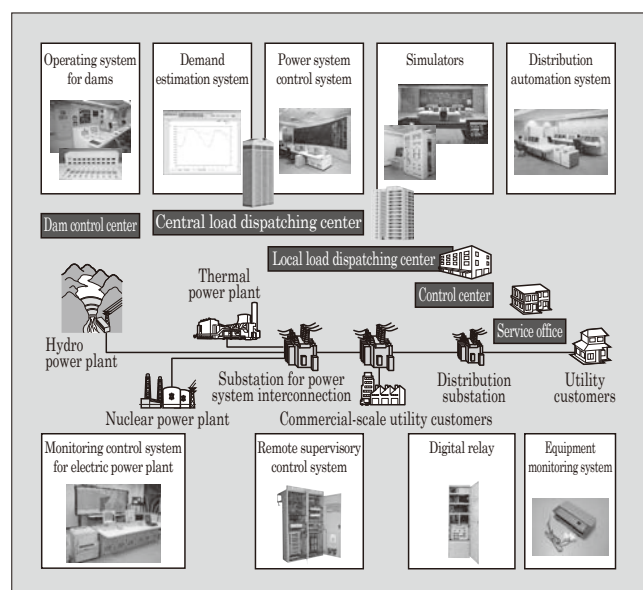 Operating system
for dams
Demand
estimation system
Power system
control system
Simulators
Distribution
automation system
Dam control center
Central load dispatching center
Local load dispatching center
Control center
Service office
Thermal
power plant
Hydro
power plant
Nuclear power plant
Substation for power
system interconnection
Commercial-scale utility customers
Distribution
substation
Utility
customers
Monitoring control system
for electric power plant
Remote supervisory
control system
Digital relay
Equipment
monitoring system